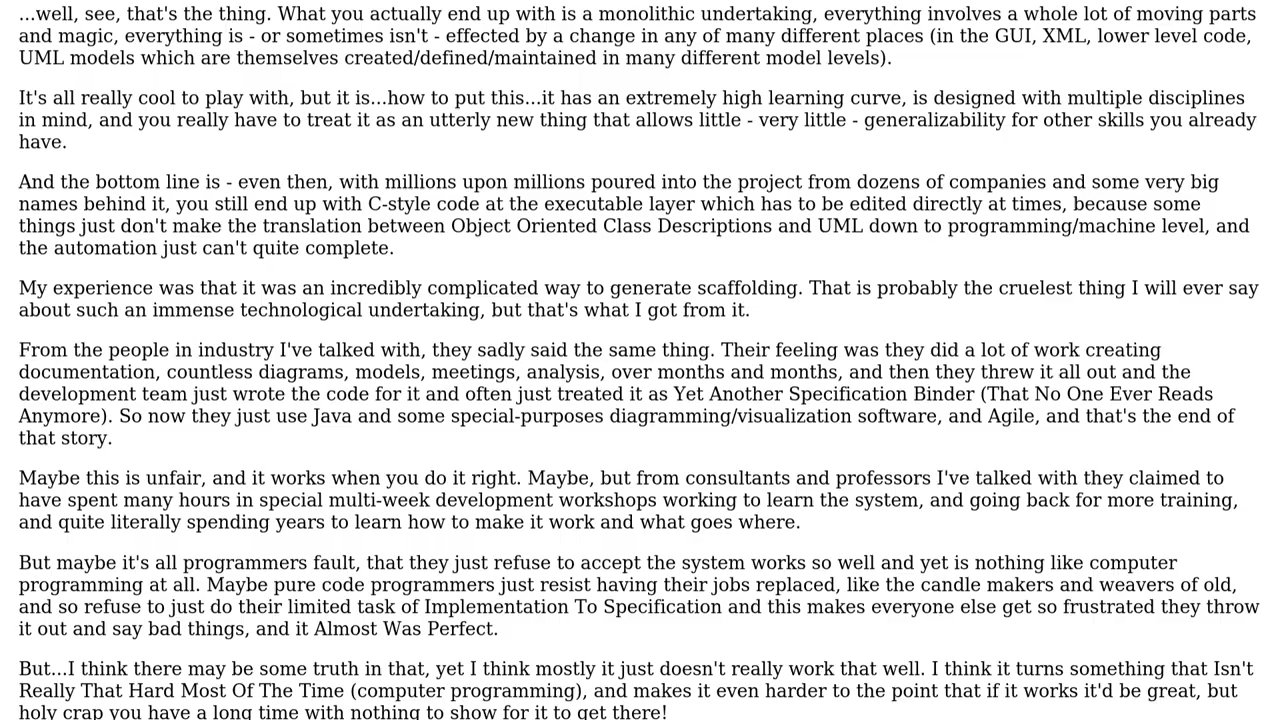 ...well, see, that's the thing. What you actually end up with is a monolithic undertaking, everything involves a whole lot of moving parts
and magic, everything is - or sometimes isn't - effected by a change in any of many different places (in the GUI, XML, lower level code,
UML models which are themselves created/defined/maintained in many different model levels).
It's all really cool to play with, but it is...how to put this...it has an extremely high learning curve, is designed with multiple disciplines
in mind, and you really have to treat it as an utterly new thing that allows little - very little - generalizability for other skills you already
have.
And the bottom line is - even then, with millions upon millions poured into the project from dozens of companies and some very big
names behind it, you still end up with C-style code at the executable layer which has to be edited directly at times, because some
things just don't make the translation between Object Oriented Class Descriptions and UML down to programming/machine level, and
the automation just can't quite complete.
My experience was that it was an incredibly complicated way to generate scaffolding. That is probably the cruelest thing I will ever say
about such an immense technological undertaking, but that's what I got from it.
From the people in industry I've talked with, they sadly said the same thing. Their feeling was they did a lot of work creating
documentation, countless diagrams, models, meetings, analysis, over months and months, and then they threw it all out and the
development team just wrote the code for it and often just treated it as Yet Another Specification Binder (That No One Ever Reads
Anymore). So now they just use Java and some special-purposes diagramming/visualization software, and Agile, and that's the end of
that story.
Maybe this is unfair, and it works when you do it right. Maybe, but from consultants and professors I've talked with they claimed to
have spent many hours in special multi-week development workshops working to learn the system, and going back for more training,
and quite literally spending years to learn how to make it work and what goes where.
But maybe it's all programmers fault, that they just refuse to accept the system works so well and yet is nothing like computer
programming at all. Maybe pure code programmers just resist having their jobs replaced, like the candle makers and weavers of old,
and so refuse to just do their limited task of Implementation To Specification and this makes everyone else get so frustrated they throw
it out and say bad things, and it Almost Was Perfect.
But...I think there may be some truth in that, yet I think mostly it just doesn't really work that well. I think it turns something that Isn't
Really That Hard Most Of The Time (computer programming), and makes it even harder to the point that if it works it'd be great, but
holy crap you have a long time with nothing to show for it to get there!